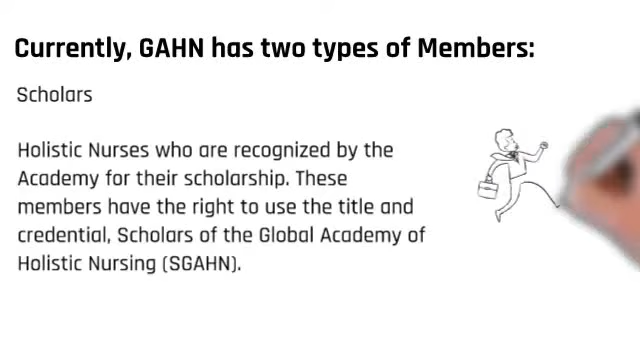 Currently, GAHN has two types of Members:
Scholars
Holistic Nurses who are recognized by the
Academy for their scholarship. These
members have the right to use the title and
credential, Scholars of the Global Academy of
Holistic Nursing (SGAHN).